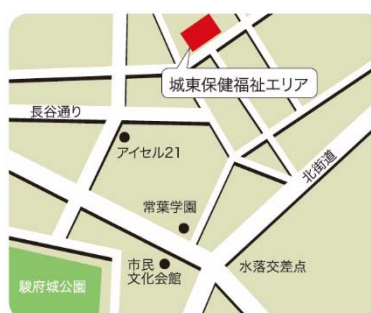 城東保健福祉エリア
長谷通り
アイセル21
北街道
常葉学園
市民
文化会館
水落交差点
駿府城公園